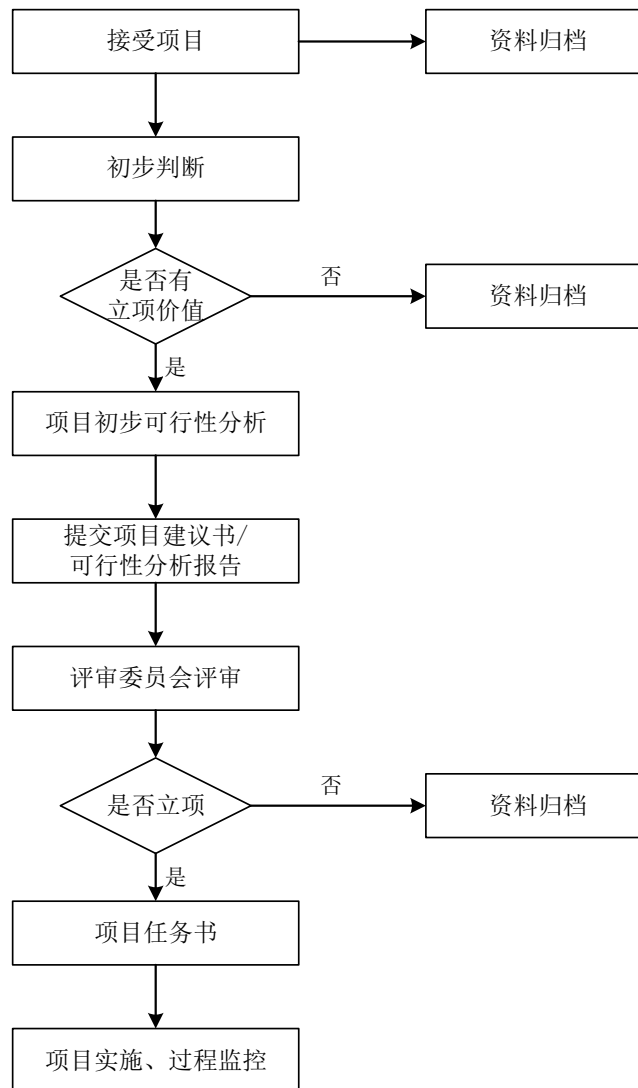 接受项目
资料归档
初步判断
是否有
立项价值
否
资料归档
是
项目初步可行性分析
提交项目建议书/
可行性分析报告
评审委员会评审
是否立项
否
资料归档
是
项目任务书
项目实施、过程监控